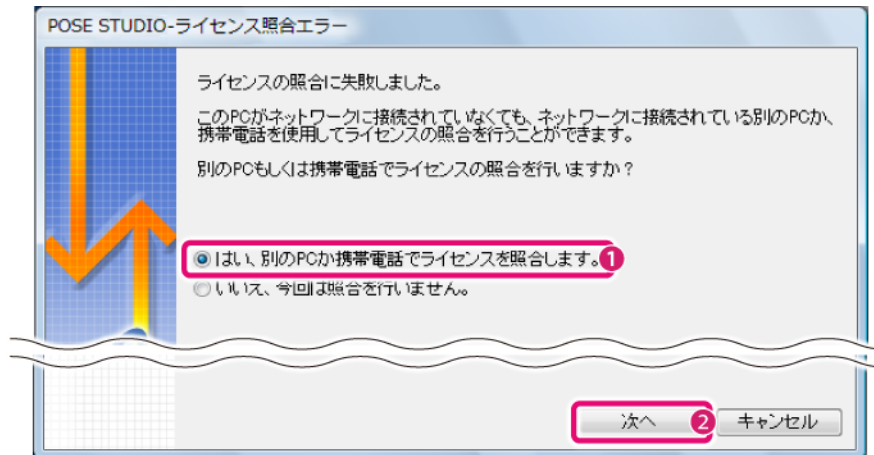 POSE STUDIO-ライセンス照合エラー
ライセンスの照合に失敗しました。
このPCがネットワークに接続されていなくても、ネットワークに接続されている別のPCか、
携帯電話を使用してライセンスの照合を行うことができます。
別のPCもしくは携帯電話でライセンスの照合を行いますか?
はい、別のPCか携帯電話でライセンスを照合します。1
いいえ、今回は照合を行いません。
次へ 2 キャンセル